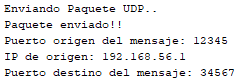 Enviando Paquete UDP..
Paquete enviado!!
Puerto origen del mensaje: 12345
IP de origen: 192.168.56.1
Puerto destino del mensaje: 34567